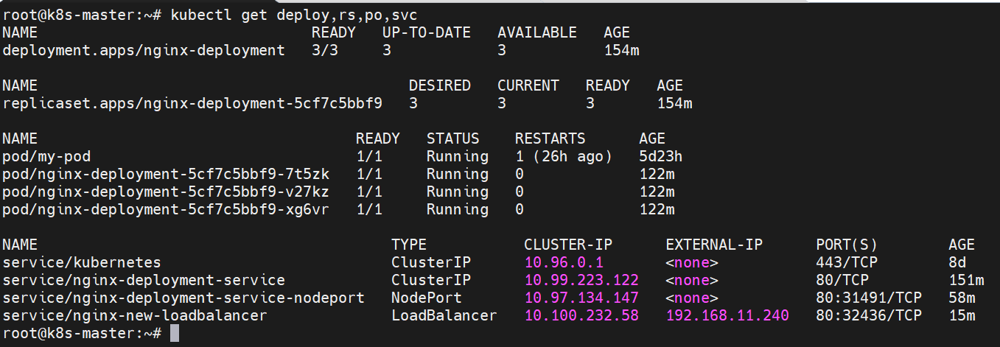 root@k8s-master:~# kubectl get deploy,rs,po,svc
NAME                               READY   UP-TO-DATE   AVAILABLE   AGE
deployment.apps/nginx-deployment   3/3     3            3           154m

NAME                                          DESIRED   CURRENT   READY   AGE
replicaset.apps/nginx-deployment-5cf7c5bbf9   3         3         3       154m

NAME                                    READY   STATUS    RESTARTS      AGE
pod/my-pod                              1/1     Running   1 (26h ago)   5d23h
pod/nginx-deployment-5cf7c5bbf9-7t5zk   1/1     Running   0             122m
pod/nginx-deployment-5cf7c5bbf9-v27kz   1/1     Running   0             122m
pod/nginx-deployment-5cf7c5bbf9-xg6vr   1/1     Running   0             122m

NAME                                        TYPE           CLUSTER-IP      EXTERNAL-IP      PORT(S)        AGE
service/kubernetes                          ClusterIP      10.96.0.1       <none>           443/TCP        8d
service/nginx-deployment-service            ClusterIP      10.99.223.122   <none>           80/TCP         151m
service/nginx-deployment-service-nodeport   NodePort       10.97.134.147   <none>           80:31491/TCP   58m
service/nginx-new-loadbalancer              LoadBalancer   10.100.232.58   192.168.11.240   80:32436/TCP   15m
root@k8s-master:~#